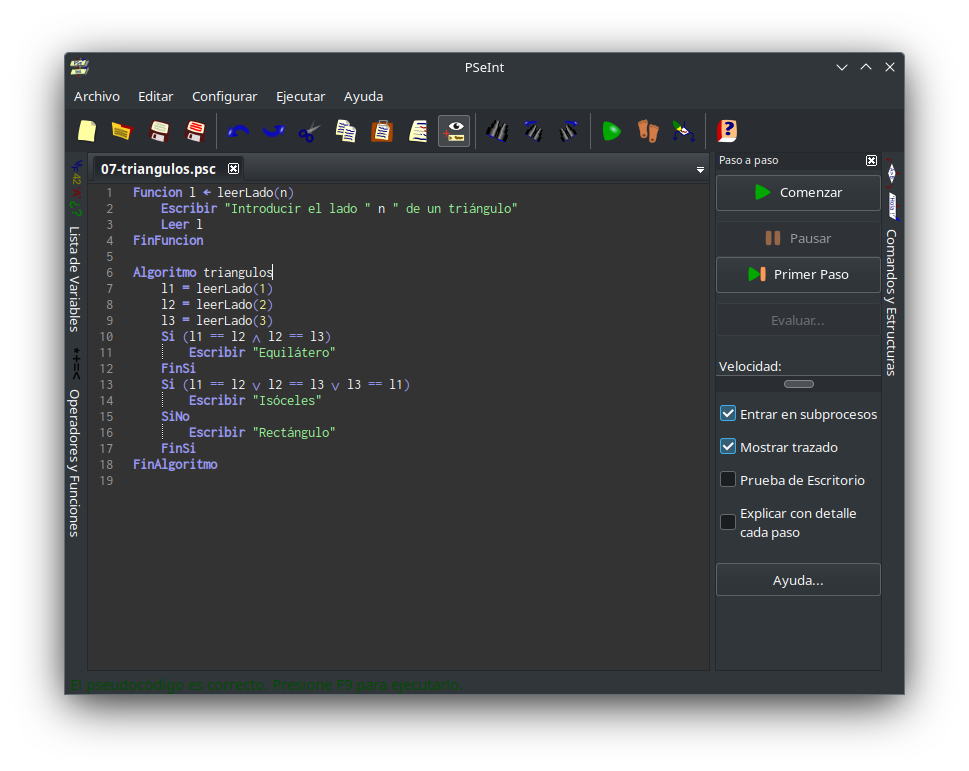 PSeInt
Archivo Editar Configurar Ejecutar Ayuda
07-triangulos.psc
Paso a paso
1 Funcion l ← leerLado(n)
2 Escribir "Introducir el lado " n " de un triángulo"
3 Leer l
4 FinFuncion
5
6 Algoritmo triangulos
7 l1 = leerLado(1)
8 l2 = leerLado(2)
9 l3 = leerLado(3)
10 Si (l1 == l2 ∧ l2 == l3)
11 Escribir "Equilátero"
12 FinSi
13 Si (l1 == l2 ∨ l2 == l3 ∨ l3 == l1)
14 Escribir "Isóceles"
15 SiNo
16 Escribir "Rectángulo"
17 FinSi
18 FinAlgoritmo
19
Lista de Variables
*+=<
Operadores y Funciones
Comenzar
Pausar
Primer Paso
Evaluar...
Velocidad:
Entrar en subprocesos
Mostrar trazado
Prueba de Escritorio
Explicar con detalle
cada paso
Ayuda...
Comandos y Estructuras
El pseudocódigo es correcto. Presione F9 para ejecutarlo.